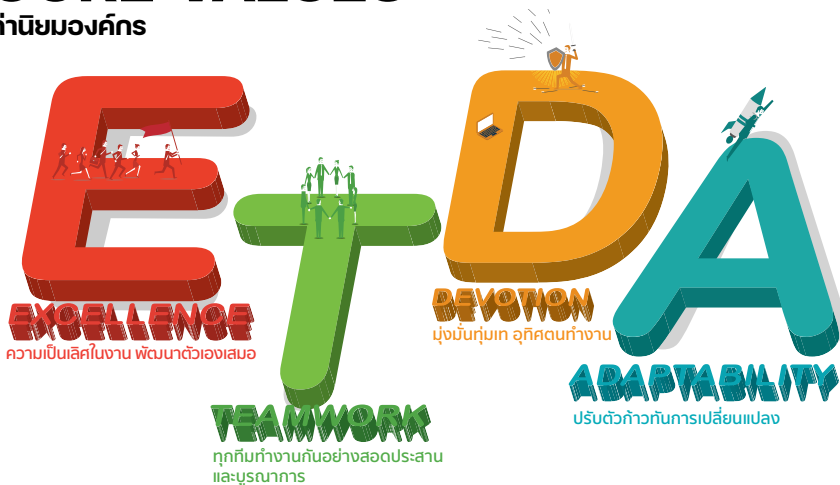 CORE VALUES
ค่านิยมองค์กร
E
EXCELLENCE
ความเป็นเลิศในงาน พัฒนาตัวเองเสมอ
T
TEAMWORK
ทุกทีมทำงานกันอย่างสอดประสาน
และบูรณาการ
D
DEVOTION
มุ่งมั่นทุ่มเท อุทิศตนทำงาน
A
ADAPTABILITY
ปรับตัวก้าวทันการเปลี่ยนแปลง